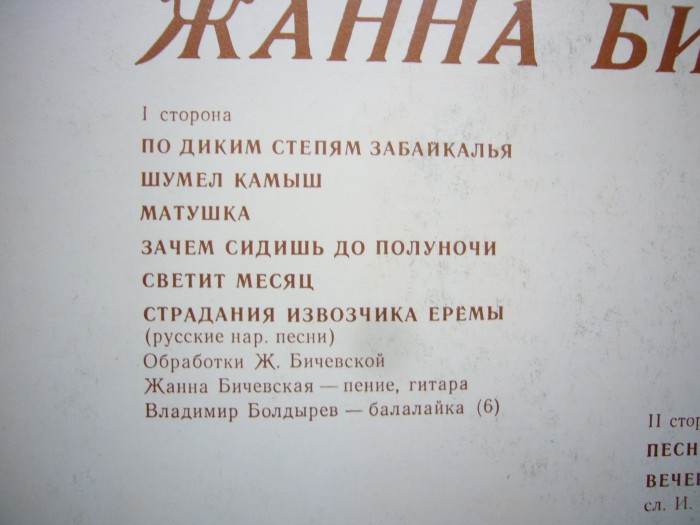 ЖАННА БИ
I сторона
ПО ДИКИМ СТЕПЯМ ЗАБАЙКАЛЬЯ
ШУМЕЛ КАМЫШ
МАТУШКА
ЗАЧЕМ СИДИШЬ ДО ПОЛУНОЧИ
СВЕТИТ МЕСЯЦ
СТРАДАНИЯ ИЗВОЗЧИКА ЕРЁМЫ
(русские нар. песни)
Обработки Ж. Бичевской
Жанна Бичевская — пение, гитара
Владимир Болдырев — балалайка (6)
II стор
ПЕСН
ВЕЧЕ
сл. И.